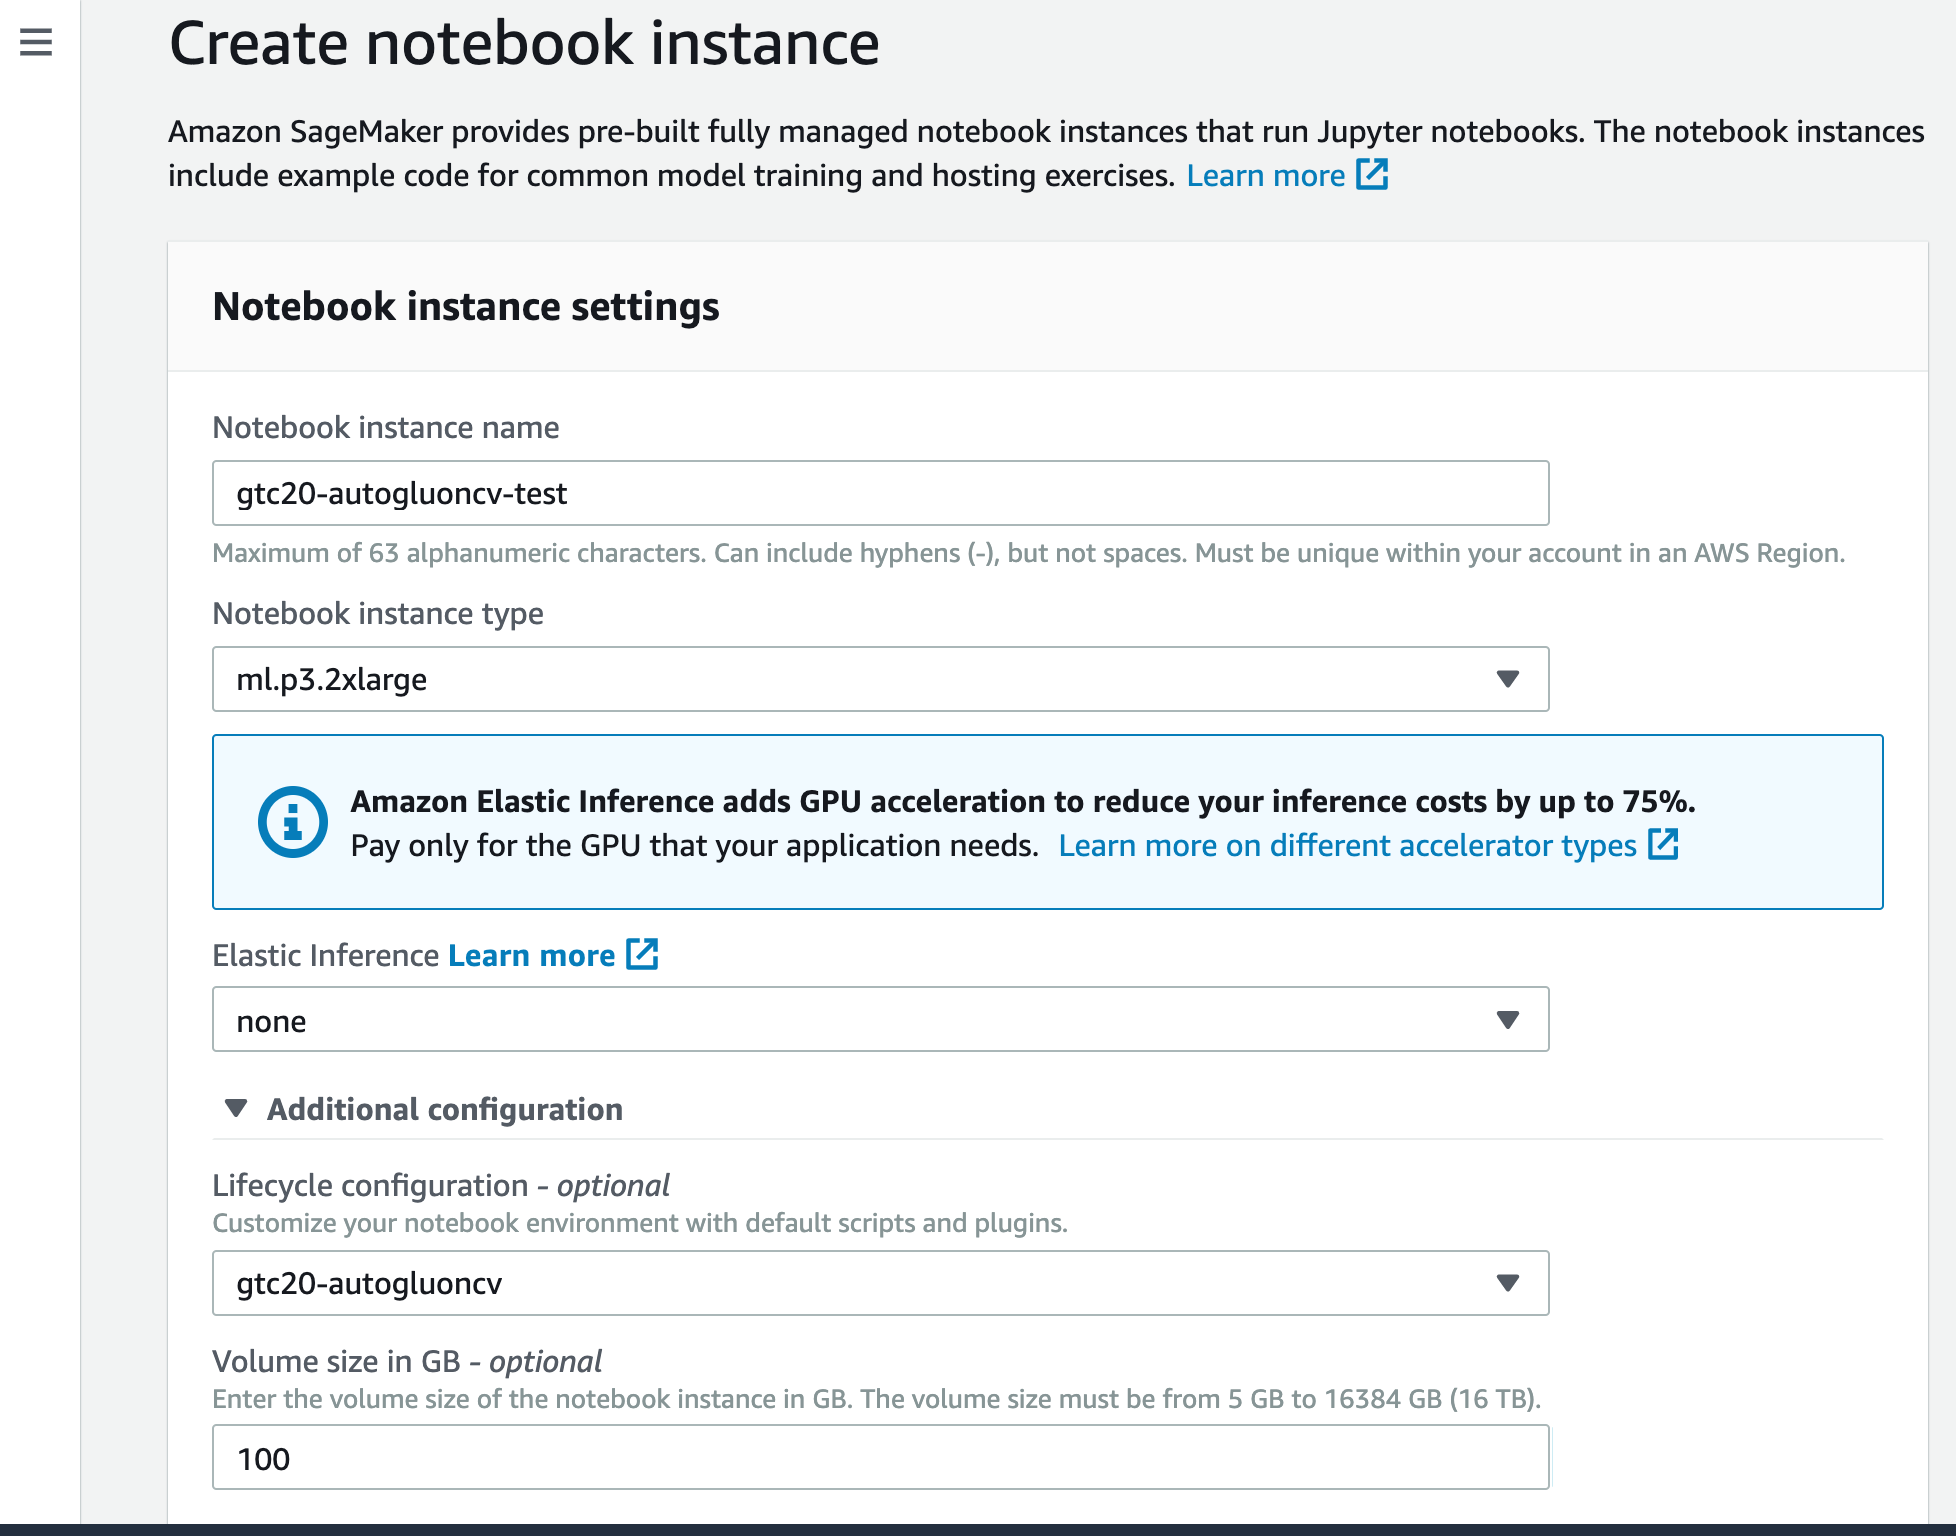 Create notebook instance
Amazon SageMaker provides pre-built fully managed notebook instances that run Jupyter notebooks. The notebook instances
include example code for common model training and hosting exercises. Learn more
Notebook instance settings
Notebook instance name
gtc20-autogluoncv-test
Maximum of 63 alphanumeric characters. Can include hyphens (-), but not spaces. Must be unique within your account in an AWS Region.
Notebook instance type
ml.p3.2xlarge
Amazon Elastic Inference adds GPU acceleration to reduce your inference costs by up to 75%.
Pay only for the GPU that your application needs. Learn more on different accelerator types
Elastic Inference Learn more
none
Additional configuration
Lifecycle configuration - optional
Customize your notebook environment with default scripts and plugins.
gtc20-autogluoncv
Volume size in GB - optional
Enter the volume size of the notebook instance in GB. The volume size must be from 5 GB to 16384 GB (16 TB).
100